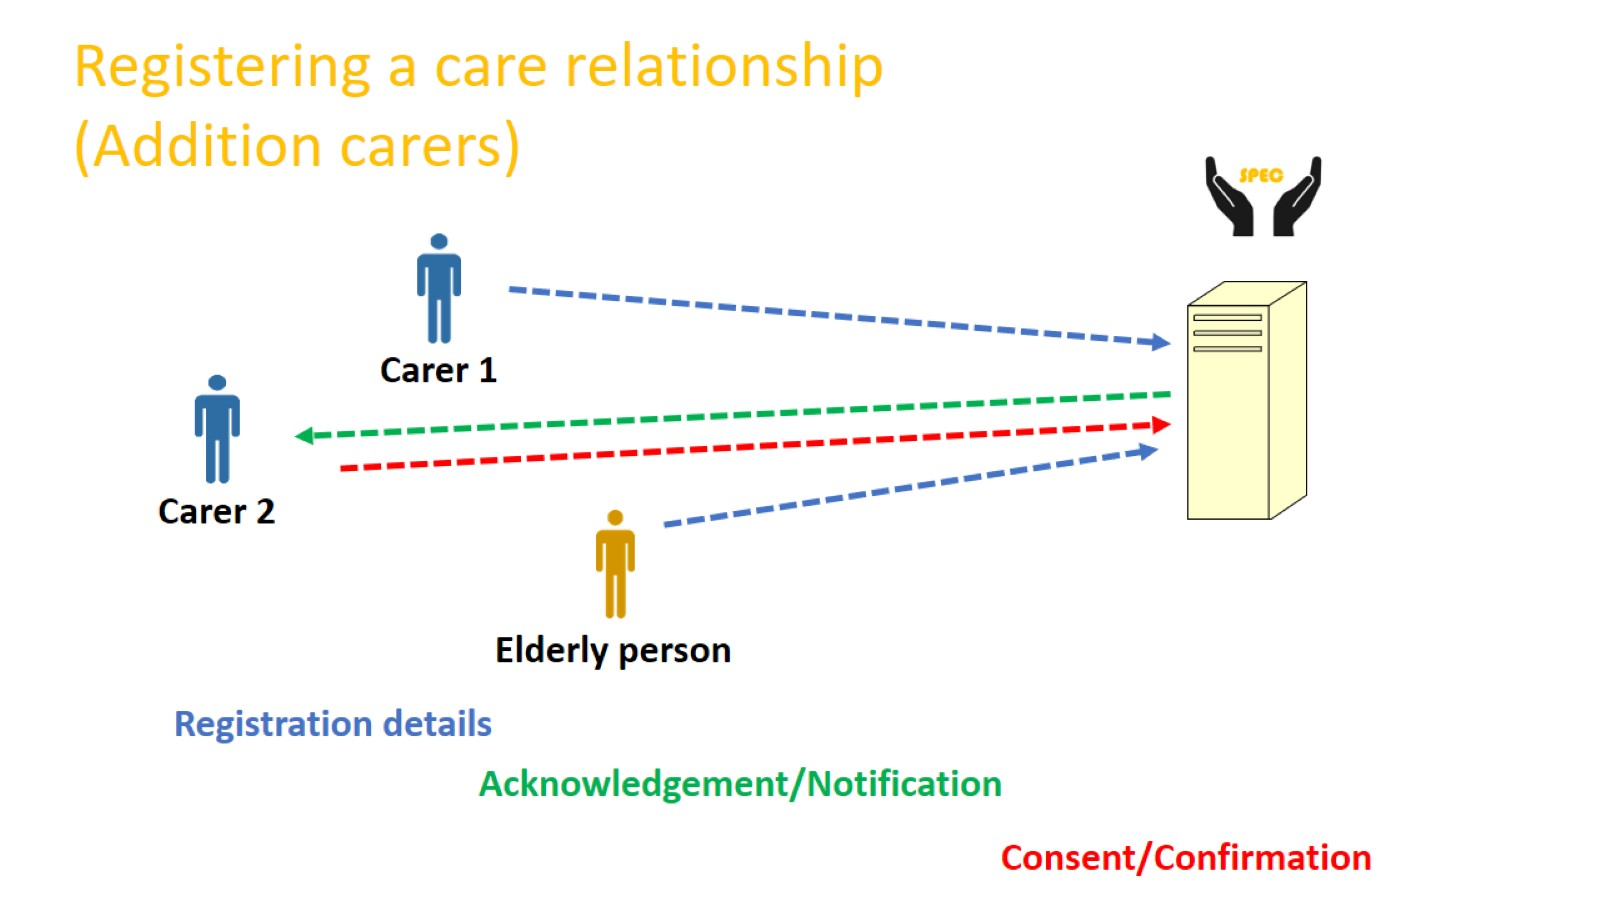 Registering a care relationship
(Addition carers)
SPEC
Carer 1
Carer 2
Elderly person
Registration details
Acknowledgement/Notification
Consent/Confirmation